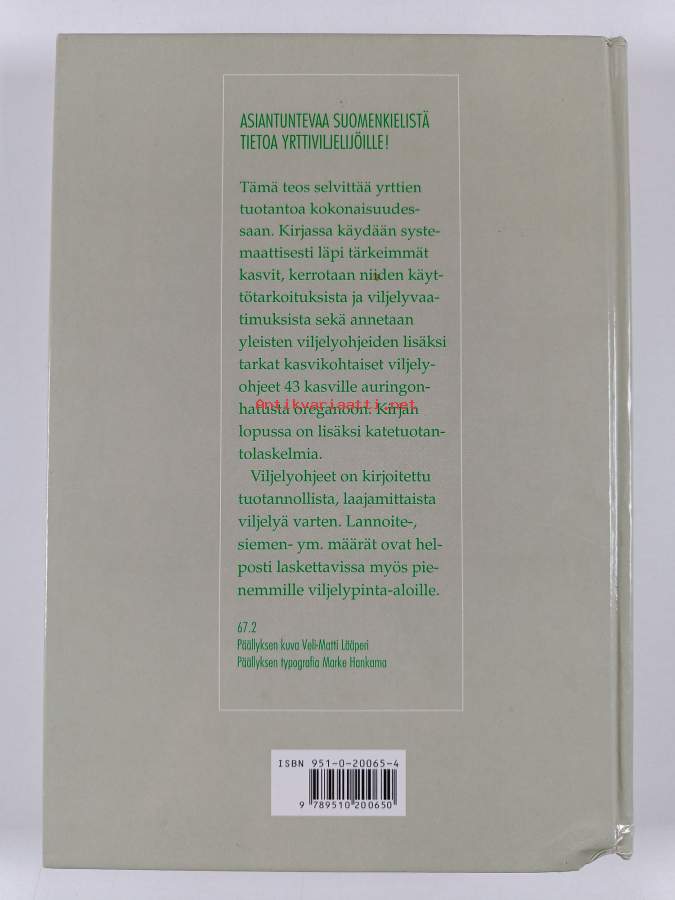 ASIANTUNTEVAA SUOMENKIELISTÄ
TIETOA YRTTIVILJELIJÖILLE!
Tämä teos selvittää yrttien
tuotantoa kokonaisuudes-
saan. Kirjassa käydään syste-
maattisesti läpi tärkeimmät
kasvit, kerrotaan niiden käyt-
tötarkoituksista ja viljelyvaa-
timuksista sekä annetaan
yleisten viljelyohjeiden lisäksi
tarkat kasvikohtaiset viljely-
ohjeet 43 kasville auringon-
hatusta oreganoon. Kirjan
Antikvariaatti.net
lopussa on lisäksi katetuotan-
tolaskelmia.
Viljelyohjeet on kirjoitettu
tuotannollista, laajamittaista
viljelyä varten. Lannoite-,
siemen- ym. määrät ovat hel-
posti laskettavissa myös pie-
nemmille viljelypinta-aloille.
67.2
Päällyksen kuva Veli-Matti Lääperi
Päällyksen typografia Marke Hankama
ISBN 951-0-20065-4
9 789510 200650